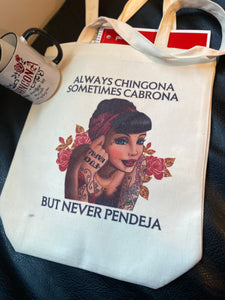 ALWAYS CHINGONA
SOMETIMES CABRONA
BUT NEVER PENDEJA